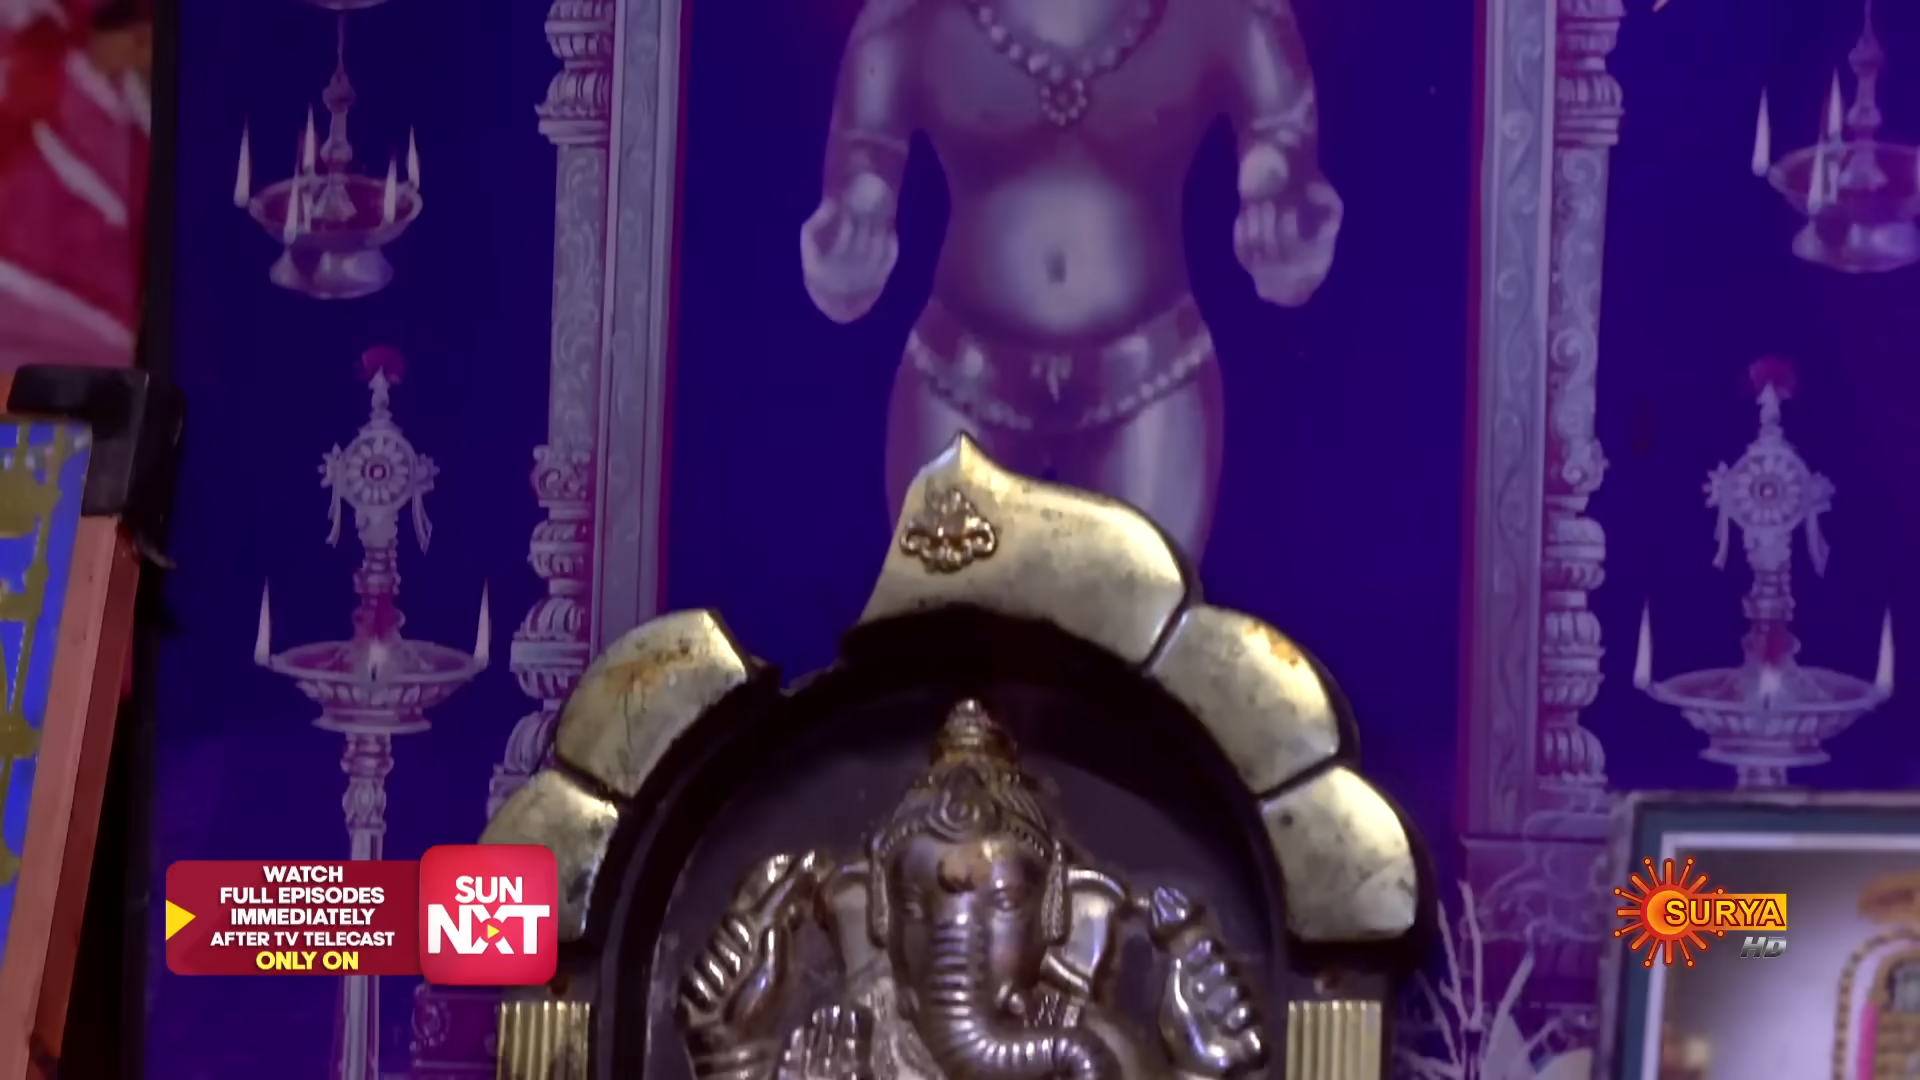 WATCH
FULL EPISODES
IMMEDIATELY
AFTER TV TELECAST
ONLY ON
SUN
NXT
SURYA
HD